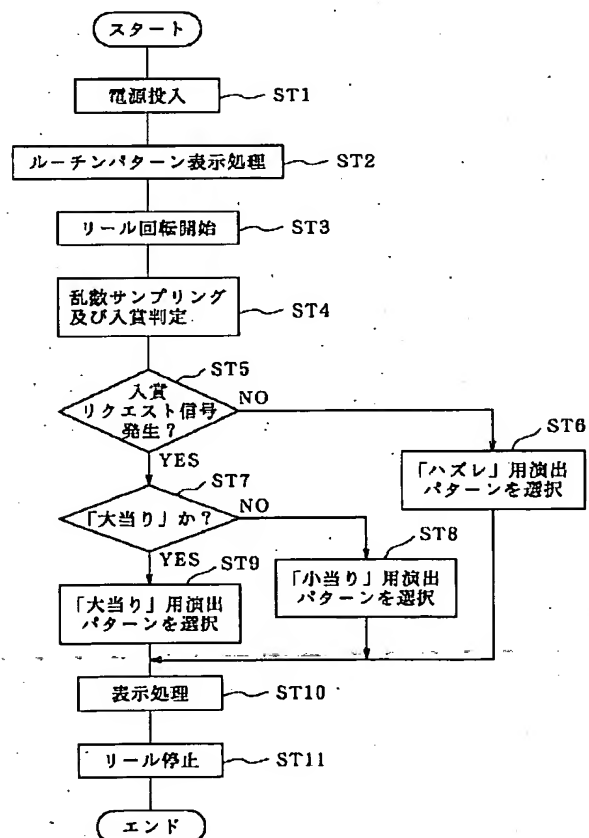 スタート
電源投入 ST1
ルーチンパターン表示処理 ST2
リール回転開始 ST3
乱数サンプリング
及び入賞判定 ST4
ST5
入賞
リクエスト信号
発生?
NO
YES
ST6
「ハズレ」用演出
パターンを選択
ST7
「大当り」か?
NO
YES
ST8
「小当り」用演出
パターンを選択
ST9
「大当り」用演出
パターンを選択
表示処理 ST10
リール停止 ST11
エンド